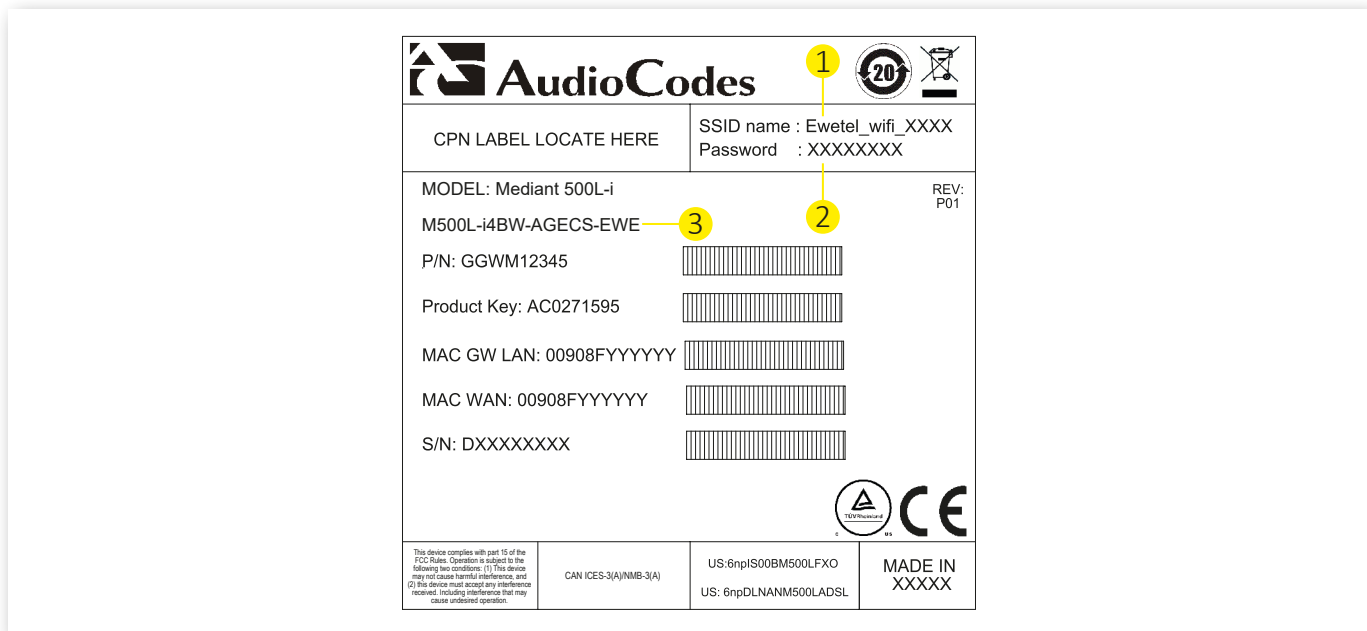 AudioCodes
1
20
CPN LABEL LOCATE HERE
SSID name : Ewetel_wifi_XXXX
Password : XXXXXXXX
MODEL: Mediant 500L-i
REV:
P01
2
M500L-i4BW-AGECS-EWE
3
P/N: GGWM12345
Product Key: AC0271595
MAC GW LAN: 00908FYYYYYY
MAC WAN: 00908FYYYYYY
S/N: DXXXXXXXX
TÜVRheinland
C US
CE
This device complies with part 15 of the
FCC Rules. Operation is subject to the
following two conditions: (1) This device
may not cause harmful interference, and
(2) this device must accept any interference
received. Including interference that may
cause undesired operation.
CAN ICES-3(A)/NMB-3(A)
US:6npIS00BM500LFXO
US: 6npDLNANM500LADSL
MADE IN
XXXXX